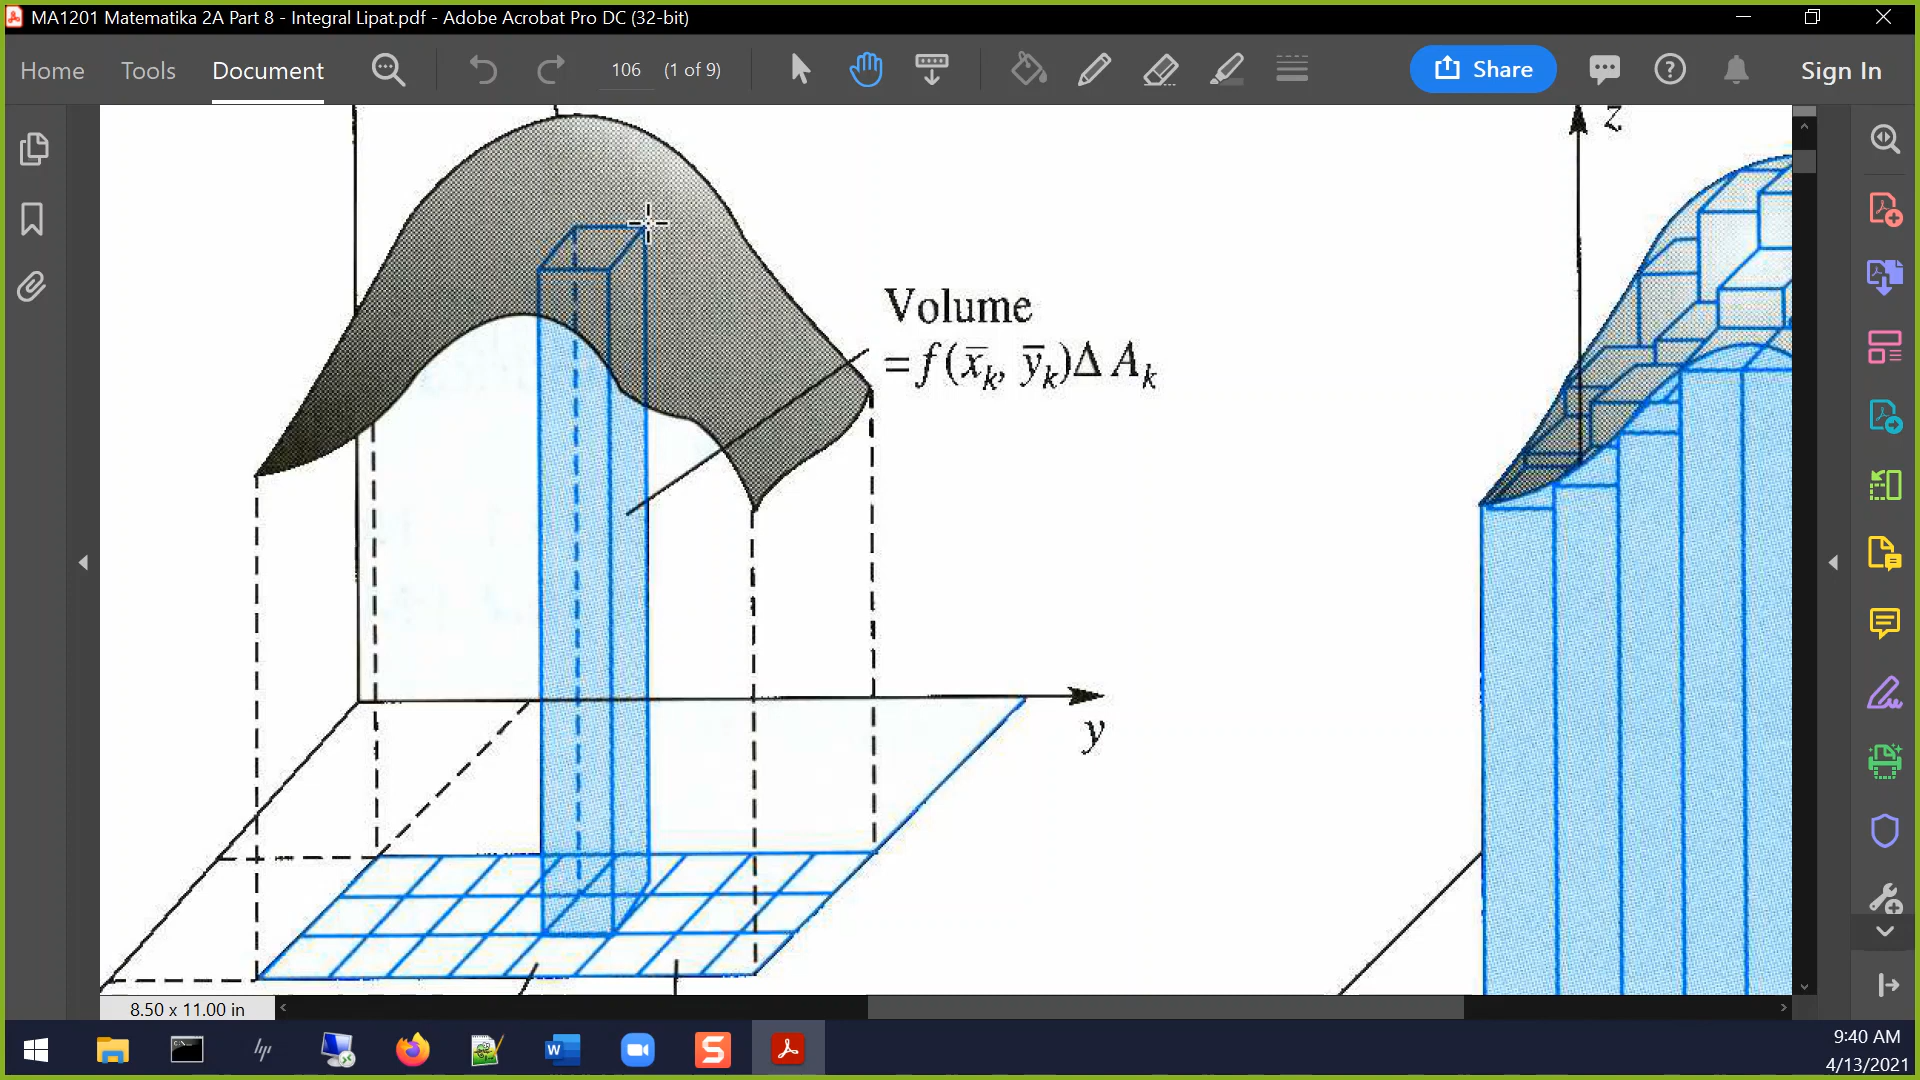 MA1201 Matematika 2A Part 8 - Integral Lipat.pdf - Adobe Acrobat Pro DC (32-bit)
Home Tools Document 106 (1 of 9) Share Sign In
z
Volume
= f(x̄ₖ, ȳₖ)Δ Aₖ
y
8.50 x 11.00 in
9:40 AM
4/13/2021